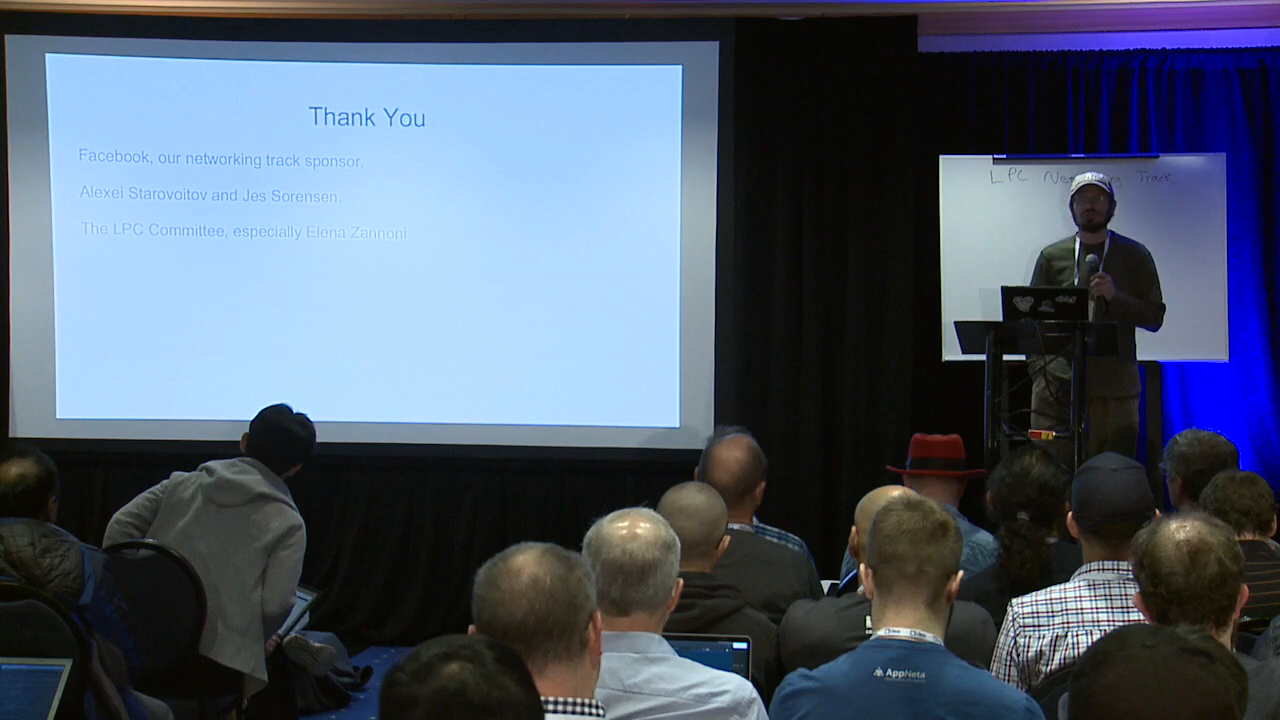 Thank You
Facebook, our networking track sponsor.
Alexei Starovoitov and Jes Sorensen.
The LPC Committee, especially Elena Zannoni
LPC Track
AppNeta